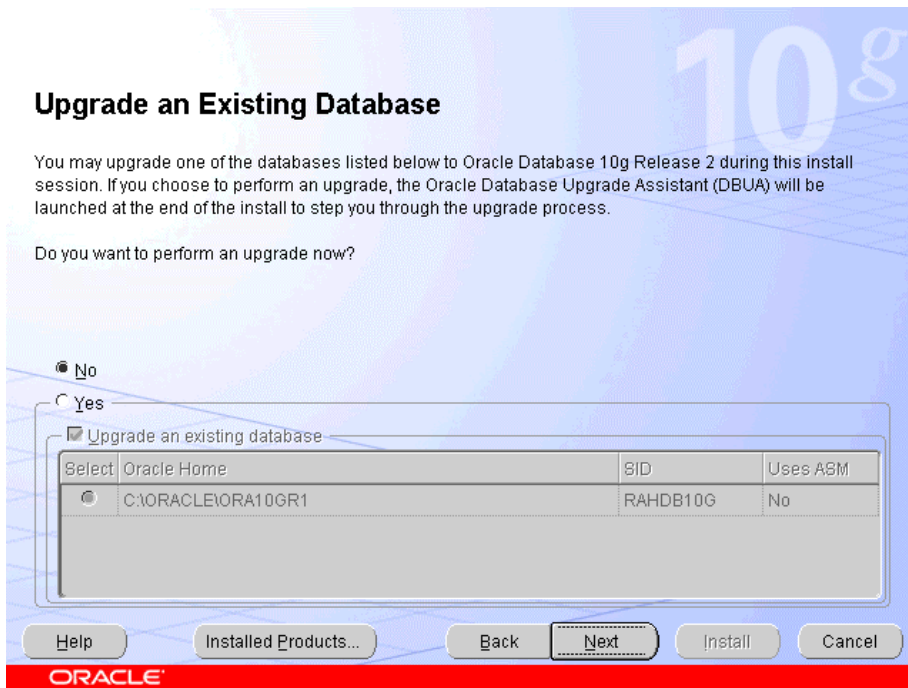 10g
Upgrade an Existing Database
You may upgrade one of the databases listed below to Oracle Database 10g Release 2 during this install
session. If you choose to perform an upgrade, the Oracle Database Upgrade Assistant (DBUA) will be
launched at the end of the install to step you through the upgrade process.
Do you want to perform an upgrade now?
No
Yes
Upgrade an existing database
Select Oracle Home SID Uses ASM
C:\ORACLE\ORA10GR1 RAHDB10G No
Help Installed Products... Back Next Install Cancel
ORACLE